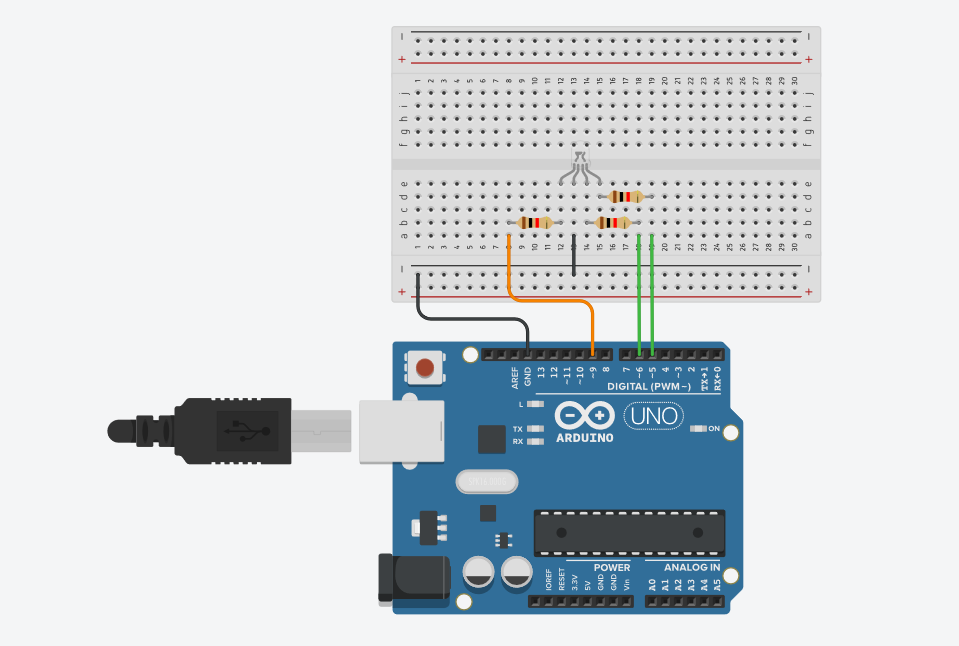 − −
+ +
1 2 3 4 5 6 7 8 9 10 11 12 13 14 15 16 17 18 19 20 21 22 23 24 25 26 27 28 29 30
j j
i i
h h
g g
f f
e e
d d
c c
b b
a a
1 2 3 4 5 6 7 8 9 10 11 12 13 14 15 16 17 18 19 20 21 22 23 24 25 26 27 28 29 30
− −
+ +
AREF GND 13 12 ~11 ~10 ~9 8 7 ~6 ~5 4 ~3 2 TX→1 RX←0
DIGITAL (PWM~)
L
TX
RX
UNO
ON
ARDUINO
POWER ANALOG IN
IOREF RESET 3.3V 5V GND GND Vin A0 A1 A2 A3 A4 A5